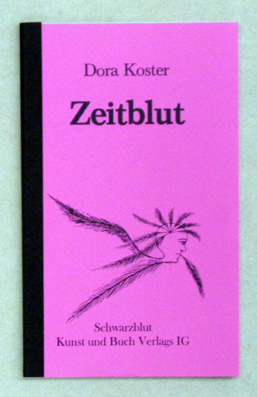 Dora Koster
Zeitblut
Schwarzblut
Kunst und Buch Verlags IG